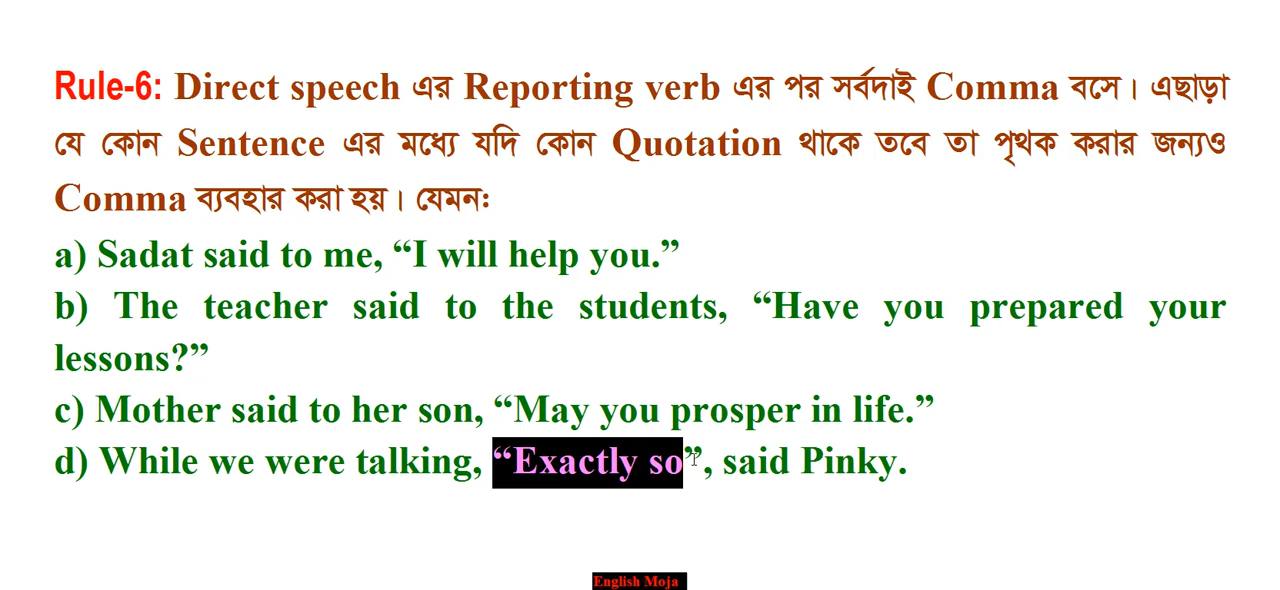 Rule-6: Direct speech এর Reporting verb এর পর সর্বদাই Comma বসে। এছাড়া
যে কোন Sentence এর মধ্যে যদি কোন Quotation থাকে তবে তা পৃথক করার জন্যও
Comma ব্যবহার করা হয়। যেমনঃ
a) Sadat said to me, “I will help you.”
b) The teacher said to the students, “Have you prepared your
lessons?”
c) Mother said to her son, “May you prosper in life.”
d) While we were talking, “Exactly so”, said Pinky.
English Moja